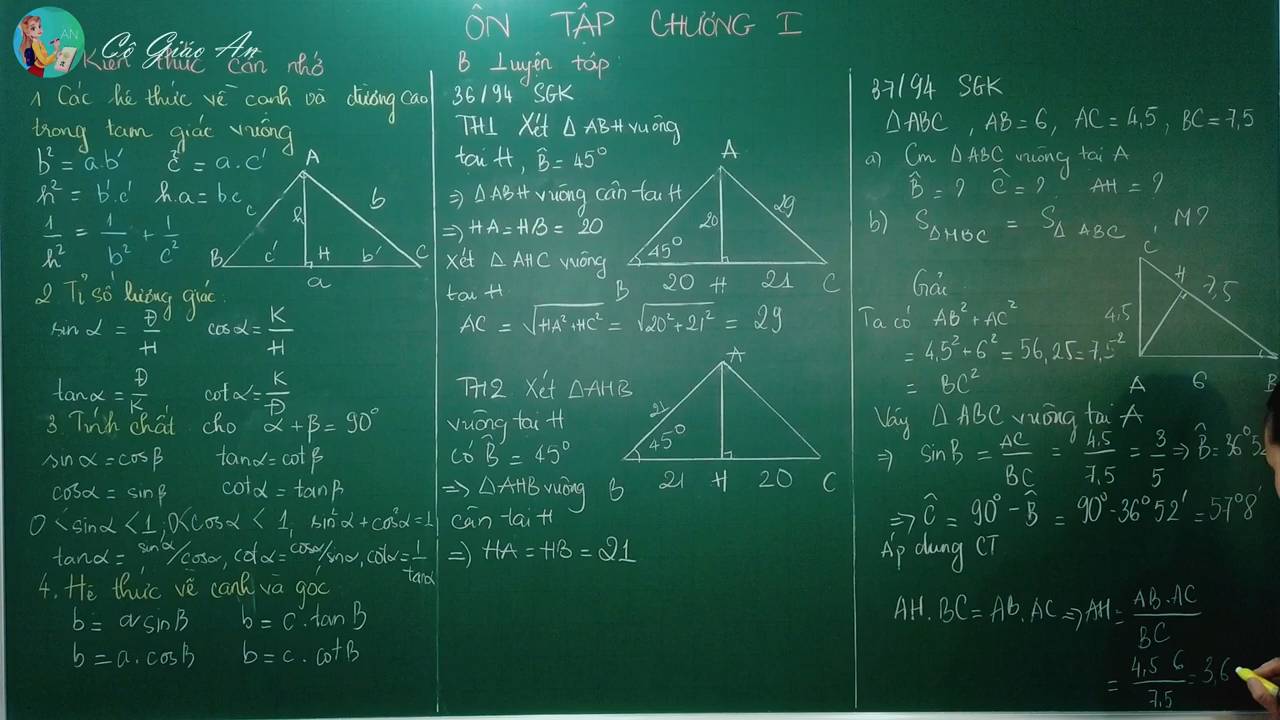 AN
Cô Giáo An
ÔN TẬP CHƯƠNG I
Kiến thức cần nhớ
1 Các hệ thức về cạnh và đường cao
trong tam giác vuông
b² = a.b' c² = a.c'
h² = b'.c' h.a = b.c
1/h² = 1/b² + 1/c²
A
c h b
B c' H b' C
a
2. Tỉ số lượng giác
sin α = Đ/H cos α = K/H
tan α = Đ/K cot α = K/Đ
3. Tính chất cho α + β = 90°
sin α = cos β tan α = cot β
cos α = sin β cot α = tan β
0 < sin α < 1, 0 < cos α < 1, sin²α + cos²α = 1
tan α = sin α/cos α, cot α = cos α/sin α, cot α = 1/tan α
4. Hệ thức về cạnh và góc
b = a sin B b = c . tan B
b = a . cos B b = c . cot B
B Luyện tập:
36/94 SGK
TH1 Xét Δ ABH vuông
tại H, B̂ = 45°
=> Δ ABH vuông cân tại H
=> HA = HB = 20
Xét Δ AHC vuông
tại H
AC = √(HA² + HC²) = √(20² + 21²) = 29
A
20 29
45°
B 20 H 21 C
TH2. Xét Δ AHB
vuông tại H
có B̂ = 45°
=> Δ AHB vuông
cân tại H
=> HA = HB = 21
A
21
45°
B 21 H 20 C
37/94 SGK
Δ ABC , AB = 6, AC = 4,5, BC = 7,5
a) Cm Δ ABC vuông tại A
B̂ = ? Ĉ = ? AH = ?
b) S Δ MBC = S Δ ABC , M?
Giải
Ta có AB² + AC²
= 4,5² + 6² = 56,25 = 7,5²
= BC²
C
H 7,5
4,5
A 6 B
Vậy Δ ABC vuông tại A
=> sin B = AC/BC = 4,5/7,5 = 3/5 => B̂ = 36°52
=> Ĉ = 90° - B̂ = 90° - 36°52' = 57°8'
Áp dụng CT
AH . BC = AB . AC => AH = AB . AC/BC
= 4,5 6/7,5 = 3,6